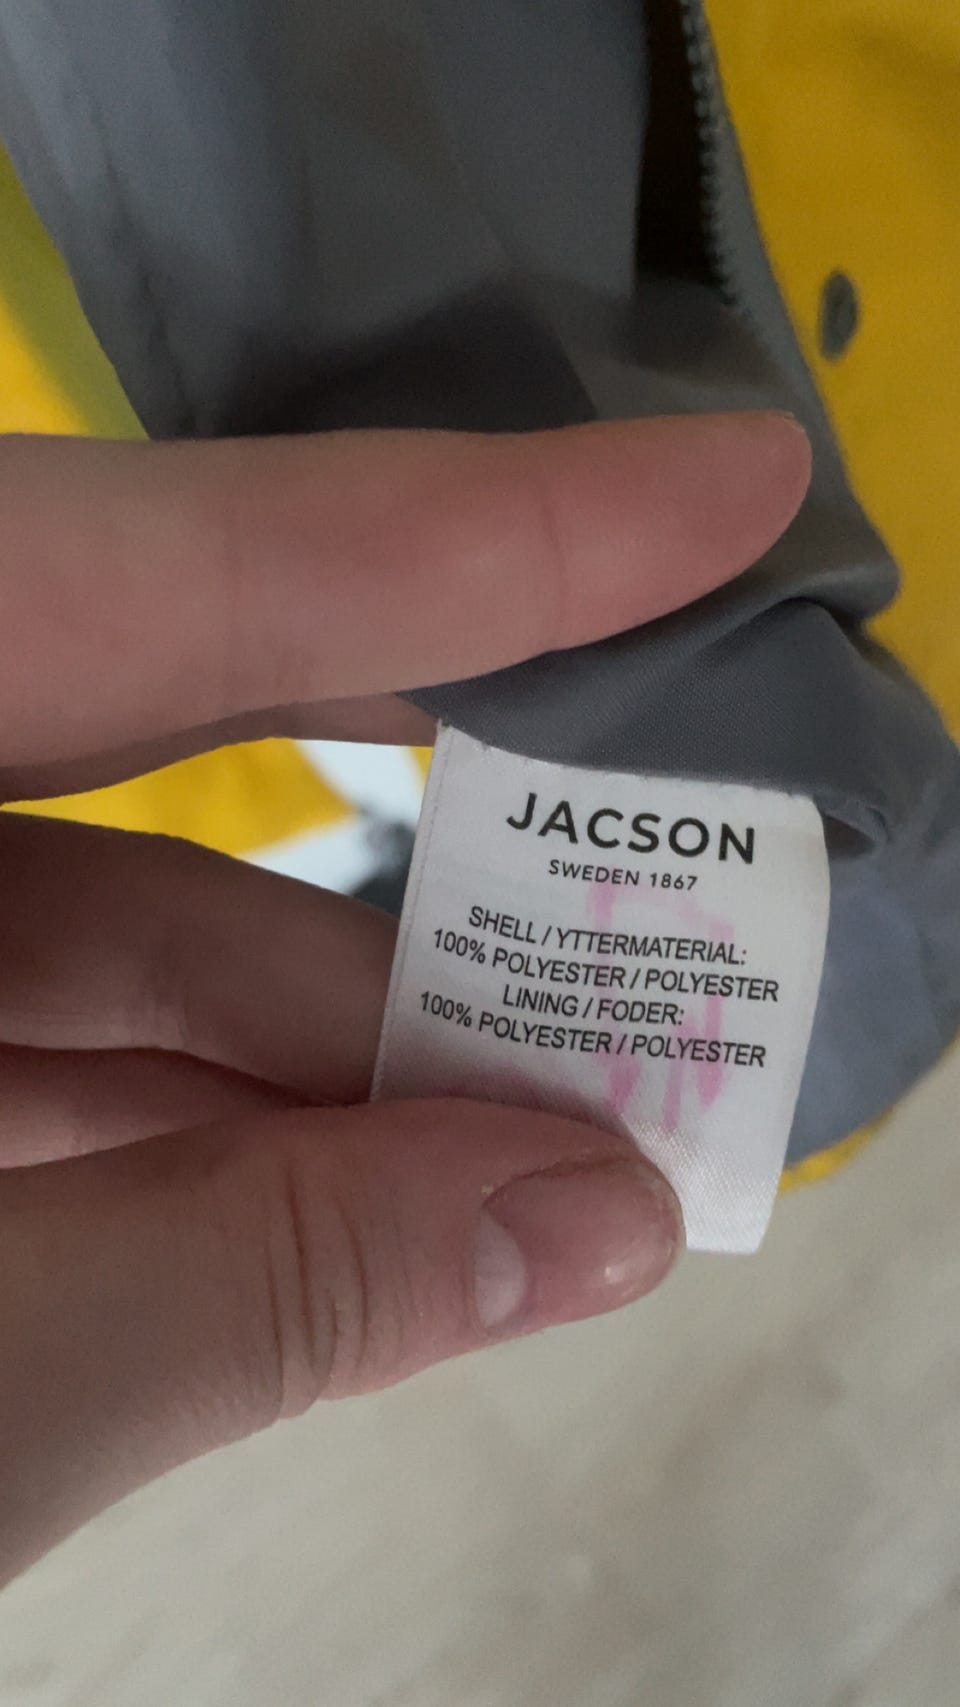 JACSON
SWEDEN 1867
SHELL / YTTERMATERIAL:
100% POLYESTER / POLYESTER
LINING / FODER:
100% POLYESTER / POLYESTER